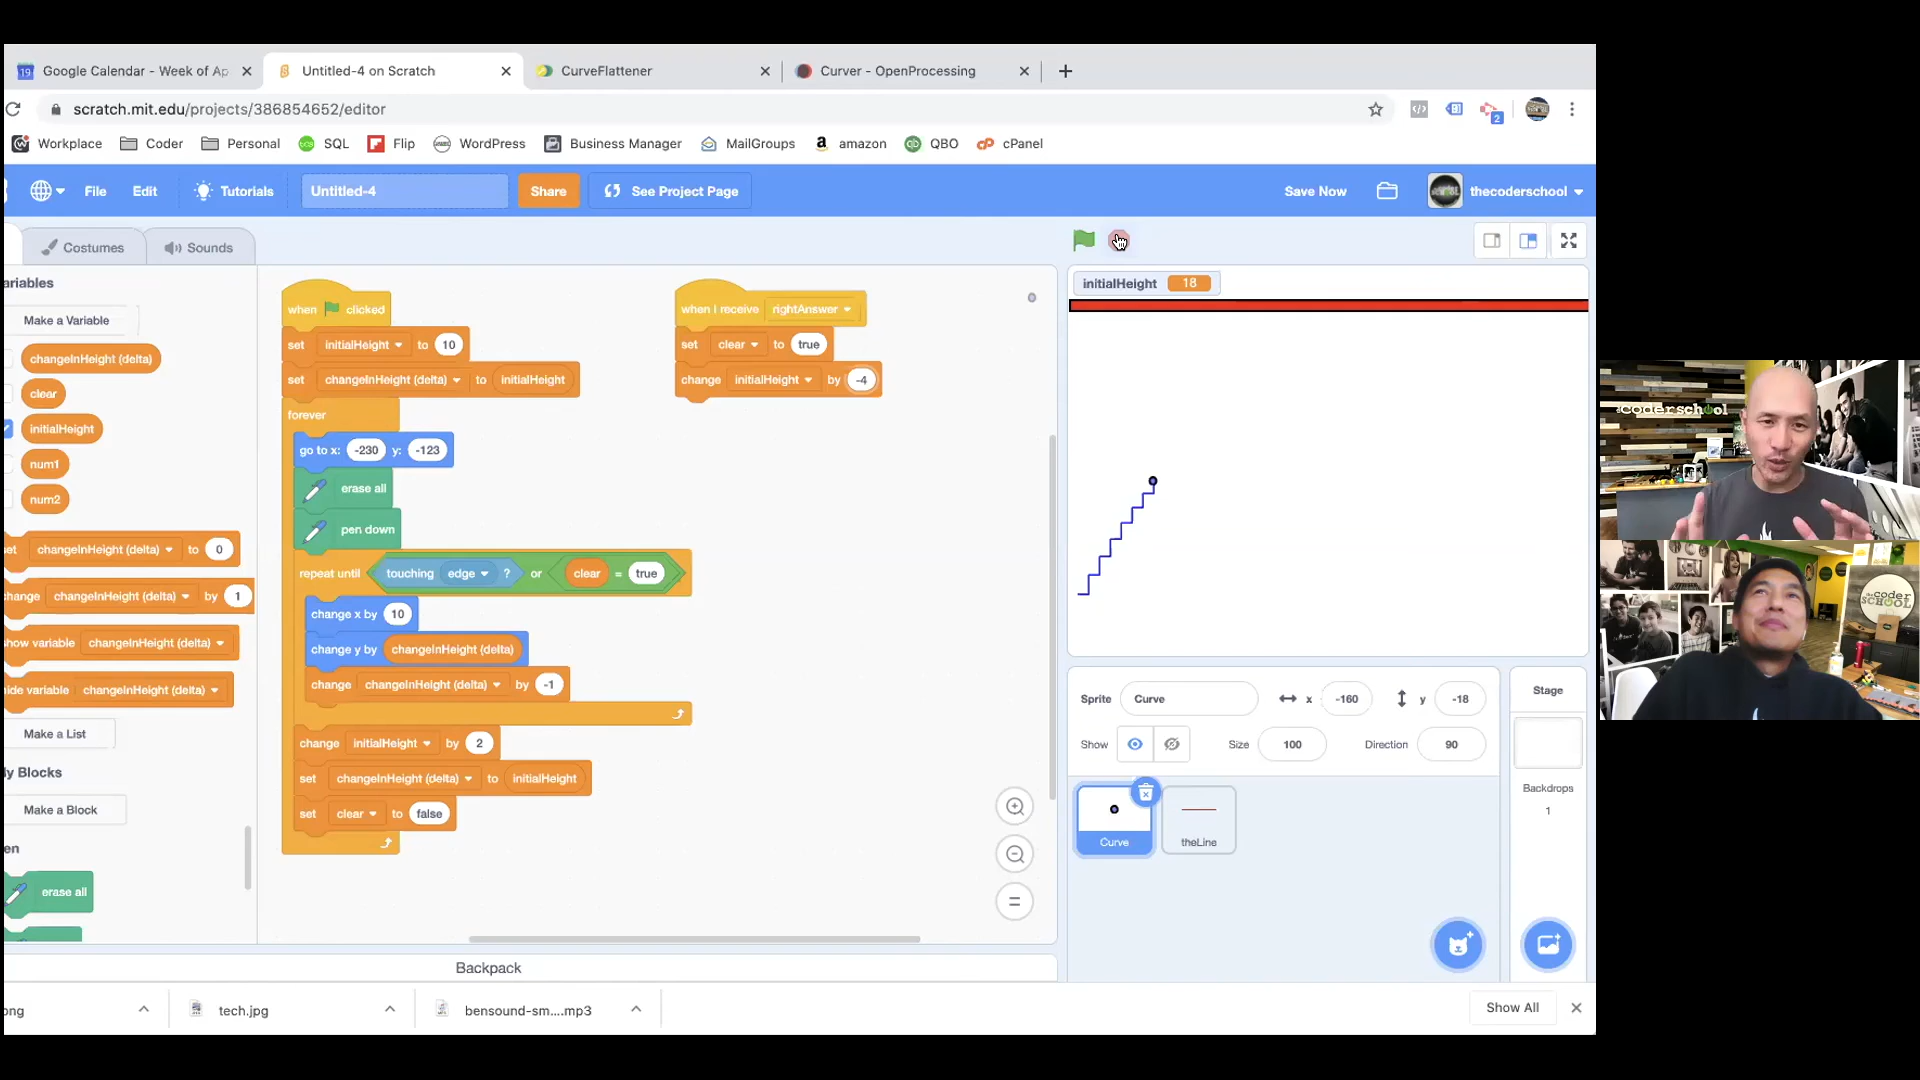 19 Google Calendar - Week of Ap
Untitled-4 on Scratch
CurveFlattener
Curver - OpenProcessing
scratch.mit.edu/projects/386854652/editor
2
Workplace
Coder
Personal
SQL
Flip
WordPress
Business Manager
MailGroups
amazon
QBO
cPanel
File
Edit
Tutorials
Untitled-4
Share
See Project Page
Save Now
thecoderschool
Costumes
Sounds
ariables
Make a Variable
changeInHeight (delta)
clear
initialHeight
num1
num2
et changeInHeight (delta) to 0
hange changeInHeight (delta) by 1
how variable changeInHeight (delta)
ide variable changeInHeight (delta)
Make a List
y Blocks
Make a Block
en
erase all
when clicked
set initialHeight to 10
set changeInHeight (delta) to initialHeight
forever
go to x: -230 y: -123
erase all
pen down
repeat until touching edge ? or clear = true
change x by 10
change y by changeInHeight (delta)
change changeInHeight (delta) by -1
change initialHeight by 2
set changeInHeight (delta) to initialHeight
set clear to false
when I receive rightAnswer
set clear to true
change initialHeight by -4
initialHeight 18
Sprite Curve x -160 y -18
Show Size 100 Direction 90
Curve
theLine
Stage
Backdrops
1
Backpack
ong
tech.jpg
bensound-sm....mp3
Show All
coderschool
the
coder
SCHOOL